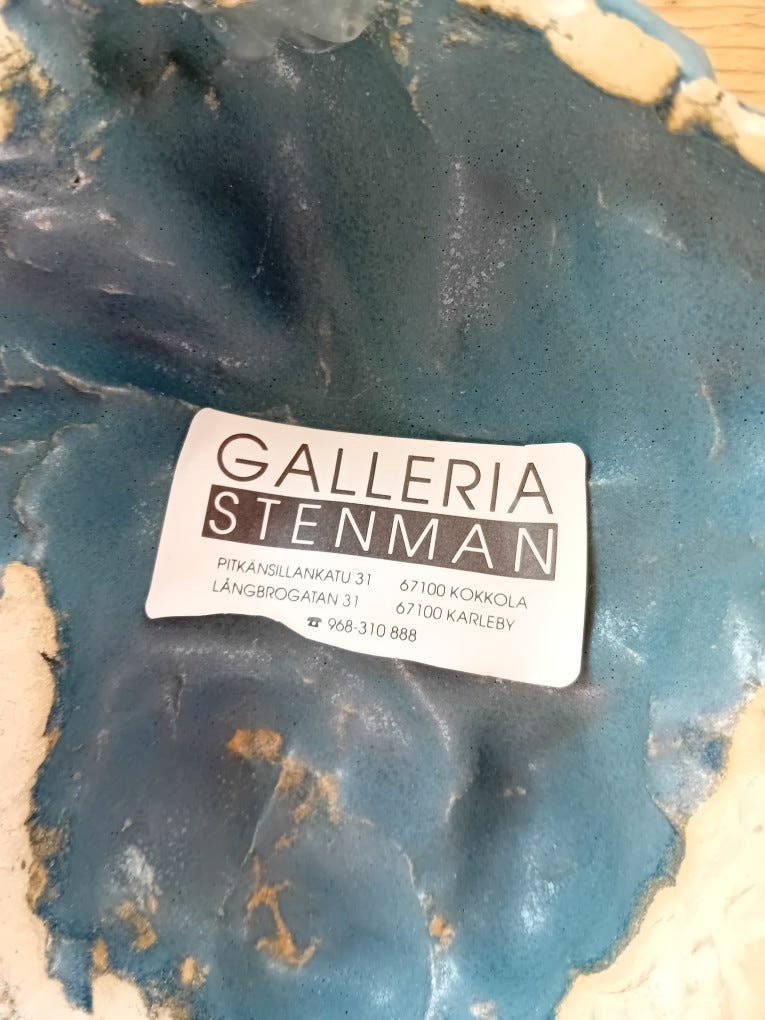 GALLERIA
STENMAN
PITKÄNSILLANKATU 31 67100 KOKKOLA
LÅNGBROGATAN 31 67100 KARLEBY
☎ 968-310 888